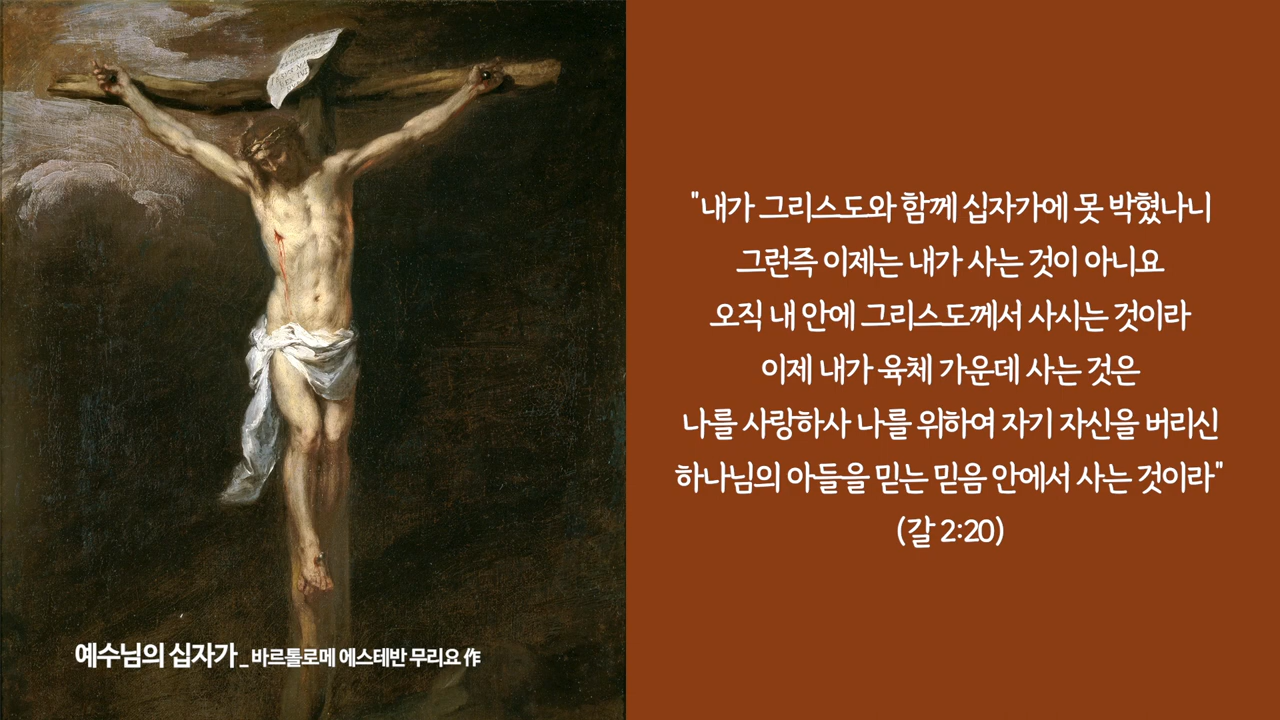 "내가 그리스도와 함께 십자가에 못 박혔나니
그런즉 이제는 내가 사는 것이 아니요
오직 내 안에 그리스도께서 사시는 것이라
이제 내가 육체 가운데 사는 것은
나를 사랑하사 나를 위하여 자기 자신을 버리신
하나님의 아들을 믿는 믿음 안에서 사는 것이라"
(갈 2:20)
예수님의 십자가_ 바르톨로메 에스테반 무리요 作